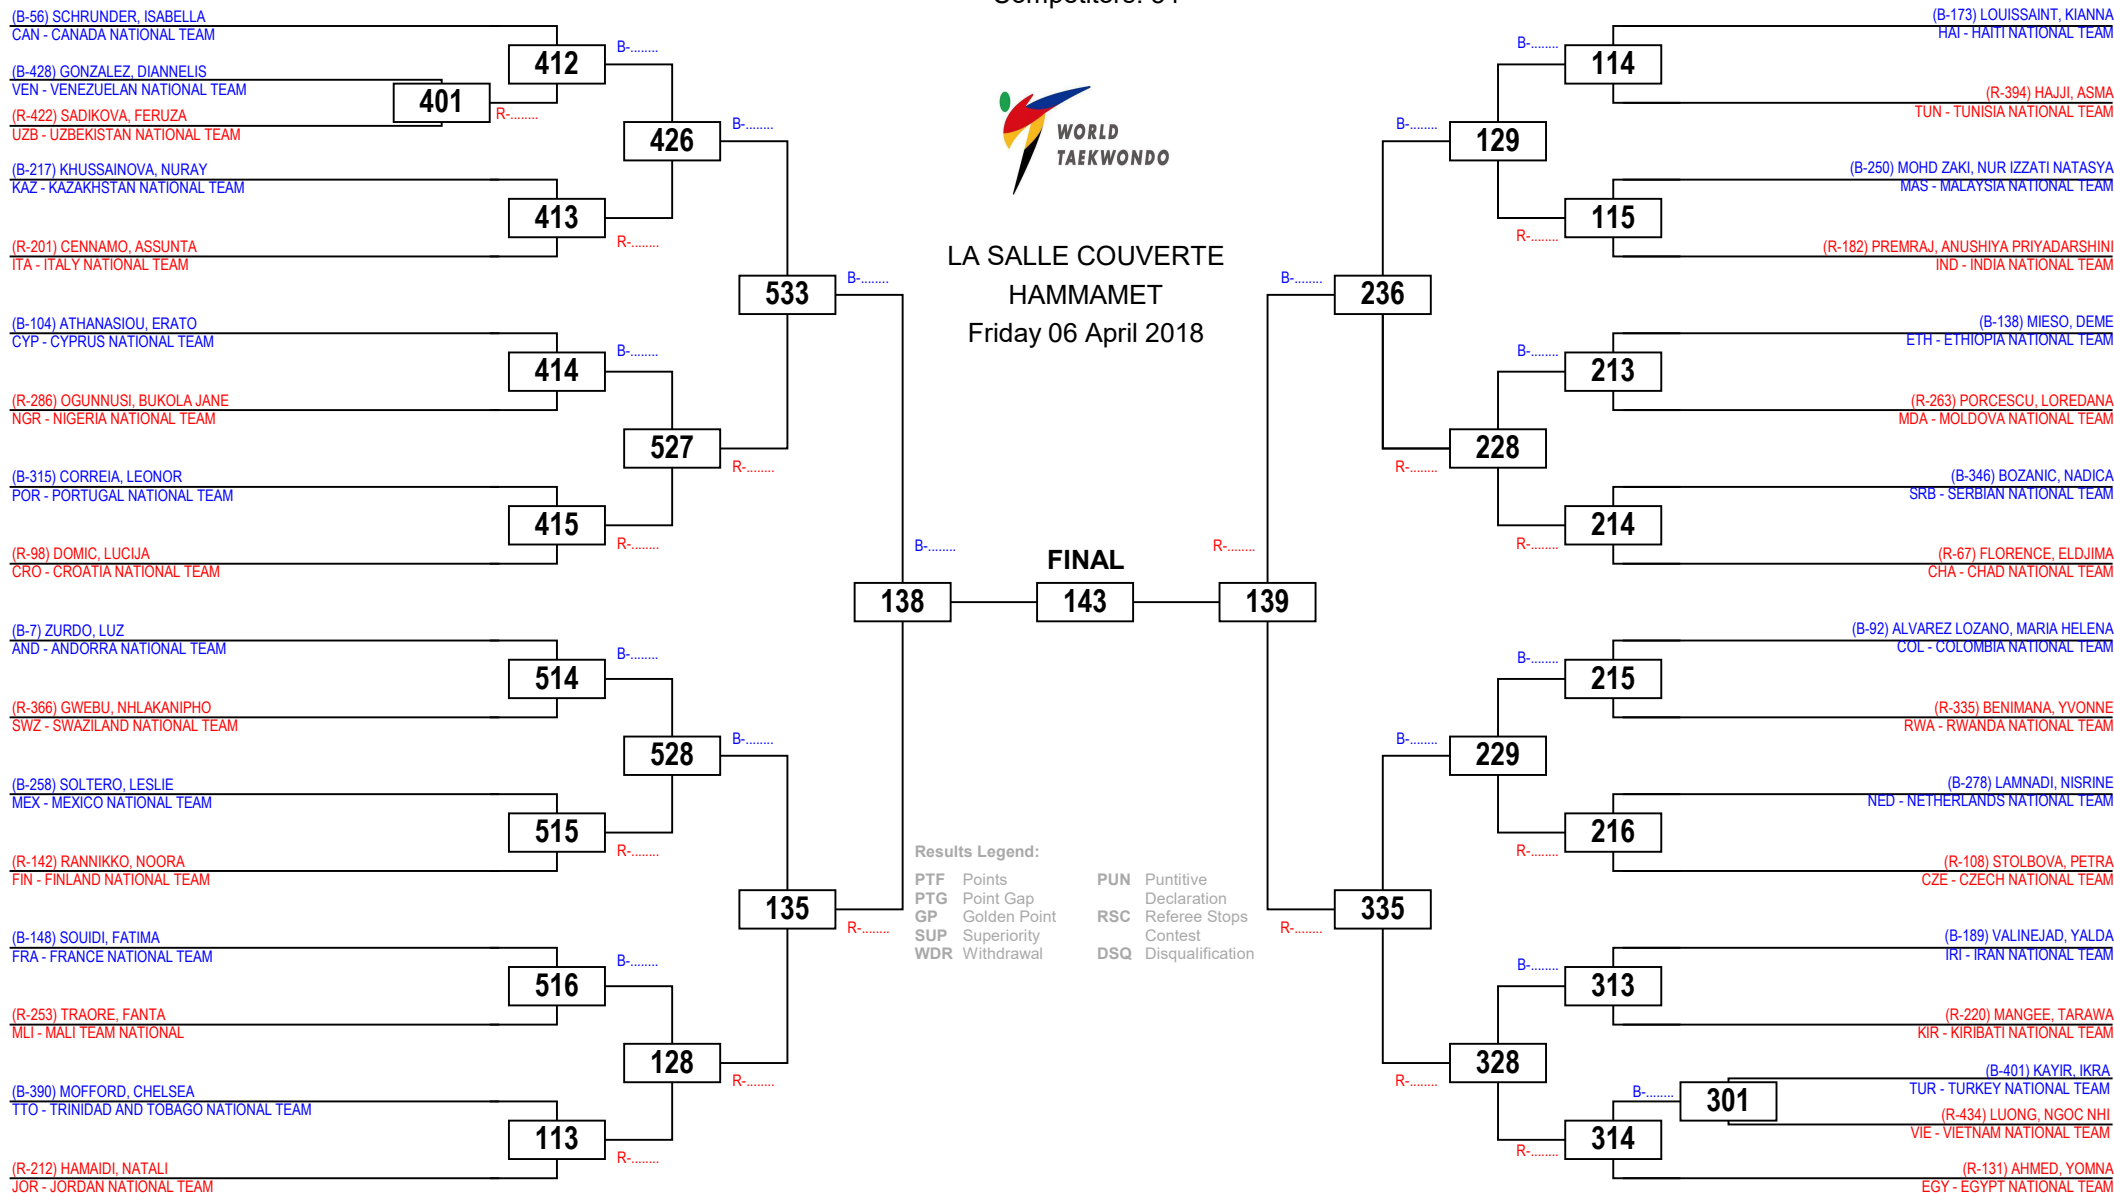 (B-56) SCHRUNDER, ISABELLA
CAN - CANADA NATIONAL TEAM
(B-428) GONZALEZ, DIANNELIS
VEN - VENEZUELAN NATIONAL TEAM
(R-422) SADIKOVA, FERUZA
UZB - UZBEKISTAN NATIONAL TEAM
(B-217) KHUSSAINOVA, NURAY
KAZ - KAZAKHSTAN NATIONAL TEAM
(R-201) CENNAMO, ASSUNTA
ITA - ITALY NATIONAL TEAM
(B-104) ATHANASIOU, ERATO
CYP - CYPRUS NATIONAL TEAM
(R-286) OGUNNUSI, BUKOLA JANE
NGR - NIGERIA NATIONAL TEAM
(B-315) CORREIA, LEONOR
POR - PORTUGAL NATIONAL TEAM
(R-98) DOMIC, LUCIJA
CRO - CROATIA NATIONAL TEAM
(B-7) ZURDO, LUZ
AND - ANDORRA NATIONAL TEAM
(R-366) GWEBU, NHLAKANIPHO
SWZ - SWAZILAND NATIONAL TEAM
(B-258) SOLTERO, LESLIE
MEX - MEXICO NATIONAL TEAM
(R-142) RANNIKKO, NOORA
FIN - FINLAND NATIONAL TEAM
(B-148) SOUIDI, FATIMA
FRA - FRANCE NATIONAL TEAM
(R-253) TRAORE, FANTA
MLI - MALI TEAM NATIONAL
(B-390) MOFFORD, CHELSEA
TTO - TRINIDAD AND TOBAGO NATIONAL TEAM
(R-212) HAMAIDI, NATALI
JOR - JORDAN NATIONAL TEAM
401
R-........
412
413
414
415
514
515
516
113
B-........
R-........
B-........
R-........
B-........
R-........
B-........
R-........
426
527
528
128
B-........
R-........
B-........
R-........
533
135
B-........
R-........
138
B-........
WORLD
TAEKWONDO
LA SALLE COUVERTE
HAMMAMET
Friday 06 April 2018
FINAL
143
Results Legend:
PTF Points
PTG Point Gap
GP Golden Point
SUP Superiority
WDR Withdrawal
PUN Puntitive
Declaration
RSC Referee Stops
Contest
DSQ Disqualification
R-........
139
B-........
R-........
236
335
B-........
R-........
B-........
R-........
129
228
229
328
B-........
R-........
B-........
R-........
B-........
R-........
B-........
R-........
114
115
213
214
215
216
313
314
B-........
301
(B-173) LOUISSAINT, KIANNA
HAI - HAITI NATIONAL TEAM
(R-394) HAJJI, ASMA
TUN - TUNISIA NATIONAL TEAM
(B-250) MOHD ZAKI, NUR IZZATI NATASYA
MAS - MALAYSIA NATIONAL TEAM
(R-182) PREMRAJ, ANUSHIYA PRIYADARSHINI
IND - INDIA NATIONAL TEAM
(B-138) MIESO, DEME
ETH - ETHIOPIA NATIONAL TEAM
(R-263) PORCESCU, LOREDANA
MDA - MOLDOVA NATIONAL TEAM
(B-346) BOZANIC, NADICA
SRB - SERBIAN NATIONAL TEAM
(R-67) FLORENCE, ELDJIMA
CHA - CHAD NATIONAL TEAM
(B-92) ALVAREZ LOZANO, MARIA HELENA
COL - COLOMBIA NATIONAL TEAM
(R-335) BENIMANA, YVONNE
RWA - RWANDA NATIONAL TEAM
(B-278) LAMNADI, NISRINE
NED - NETHERLANDS NATIONAL TEAM
(R-108) STOLBOVA, PETRA
CZE - CZECH NATIONAL TEAM
(B-189) VALINEJAD, YALDA
IRI - IRAN NATIONAL TEAM
(R-220) MANGEE, TARAWA
KIR - KIRIBATI NATIONAL TEAM
(B-401) KAYIR, IKRA
TUR - TURKEY NATIONAL TEAM
(R-434) LUONG, NGOC NHI
VIE - VIETNAM NATIONAL TEAM
(R-131) AHMED, YOMNA
EGY - EGYPT NATIONAL TEAM